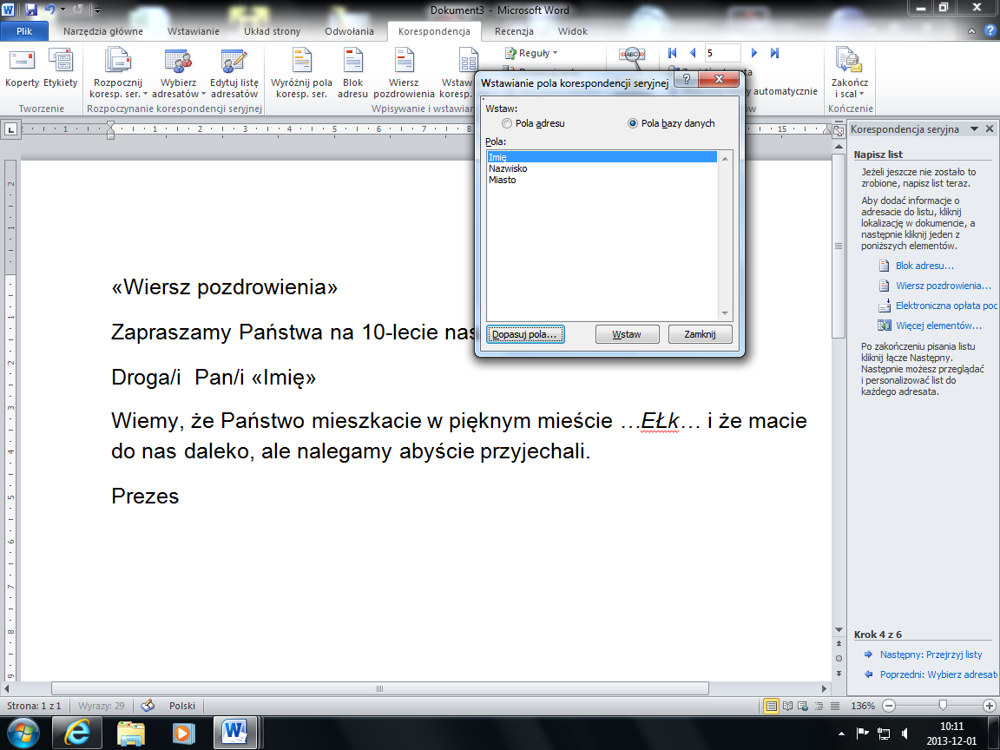 Dokument3 - Microsoft Word
Plik Narzędzia główne Wstawianie Układ strony Odwołania Korespondencja Recenzja Widok
Koperty Etykiety
Rozpocznij koresp. ser.
Wybierz adresatów
Edytuj listę adresatów
Wyróżnij pola koresp. ser.
Blok adresu
Wiersz pozdrowienia
Wstaw koresp.
Reguły
«ABC»
5
automatycznie
Zakończ i scal
Tworzenie
Rozpoczynanie korespondencji seryjnej
Kończenie
Wstawianie pola korespondencji seryjnej
Wstaw:
Pola adresu Pola bazy danych
Pola:
Imię
Nazwisko
Miasto
Dopasuj pola... Wstaw Zamknij
«Wiersz pozdrowienia»
Zapraszamy Państwa na 10-lecie nas
Droga/i Pan/i «Imię»
Wiemy, że Państwo mieszkacie w pięknym mieście …EŁk… i że macie
do nas daleko, ale nalegamy abyście przyjechali.
Prezes
Korespondencja seryjna
Napisz list
Jeżeli jeszcze nie zostało to
zrobione, napisz list teraz.
Aby dodać informacje o
adresacie do listu, kliknij
lokalizację w dokumencie, a
następnie kliknij jeden z
poniższych elementów.
Blok adresu...
Wiersz pozdrowienia...
Elektroniczna opłata poc
Więcej elementów...
Po zakończeniu pisania listu
kliknij łącze Następny.
Następnie możesz przeglądać
i personalizować list do
każdego adresata.
Krok 4 z 6
Następny: Przejrzyj listy
Poprzedni: Wybierz adresat
Strona: 1 z 1 Wyrazy: 29 Polski 136%
10:11
2013-12-01